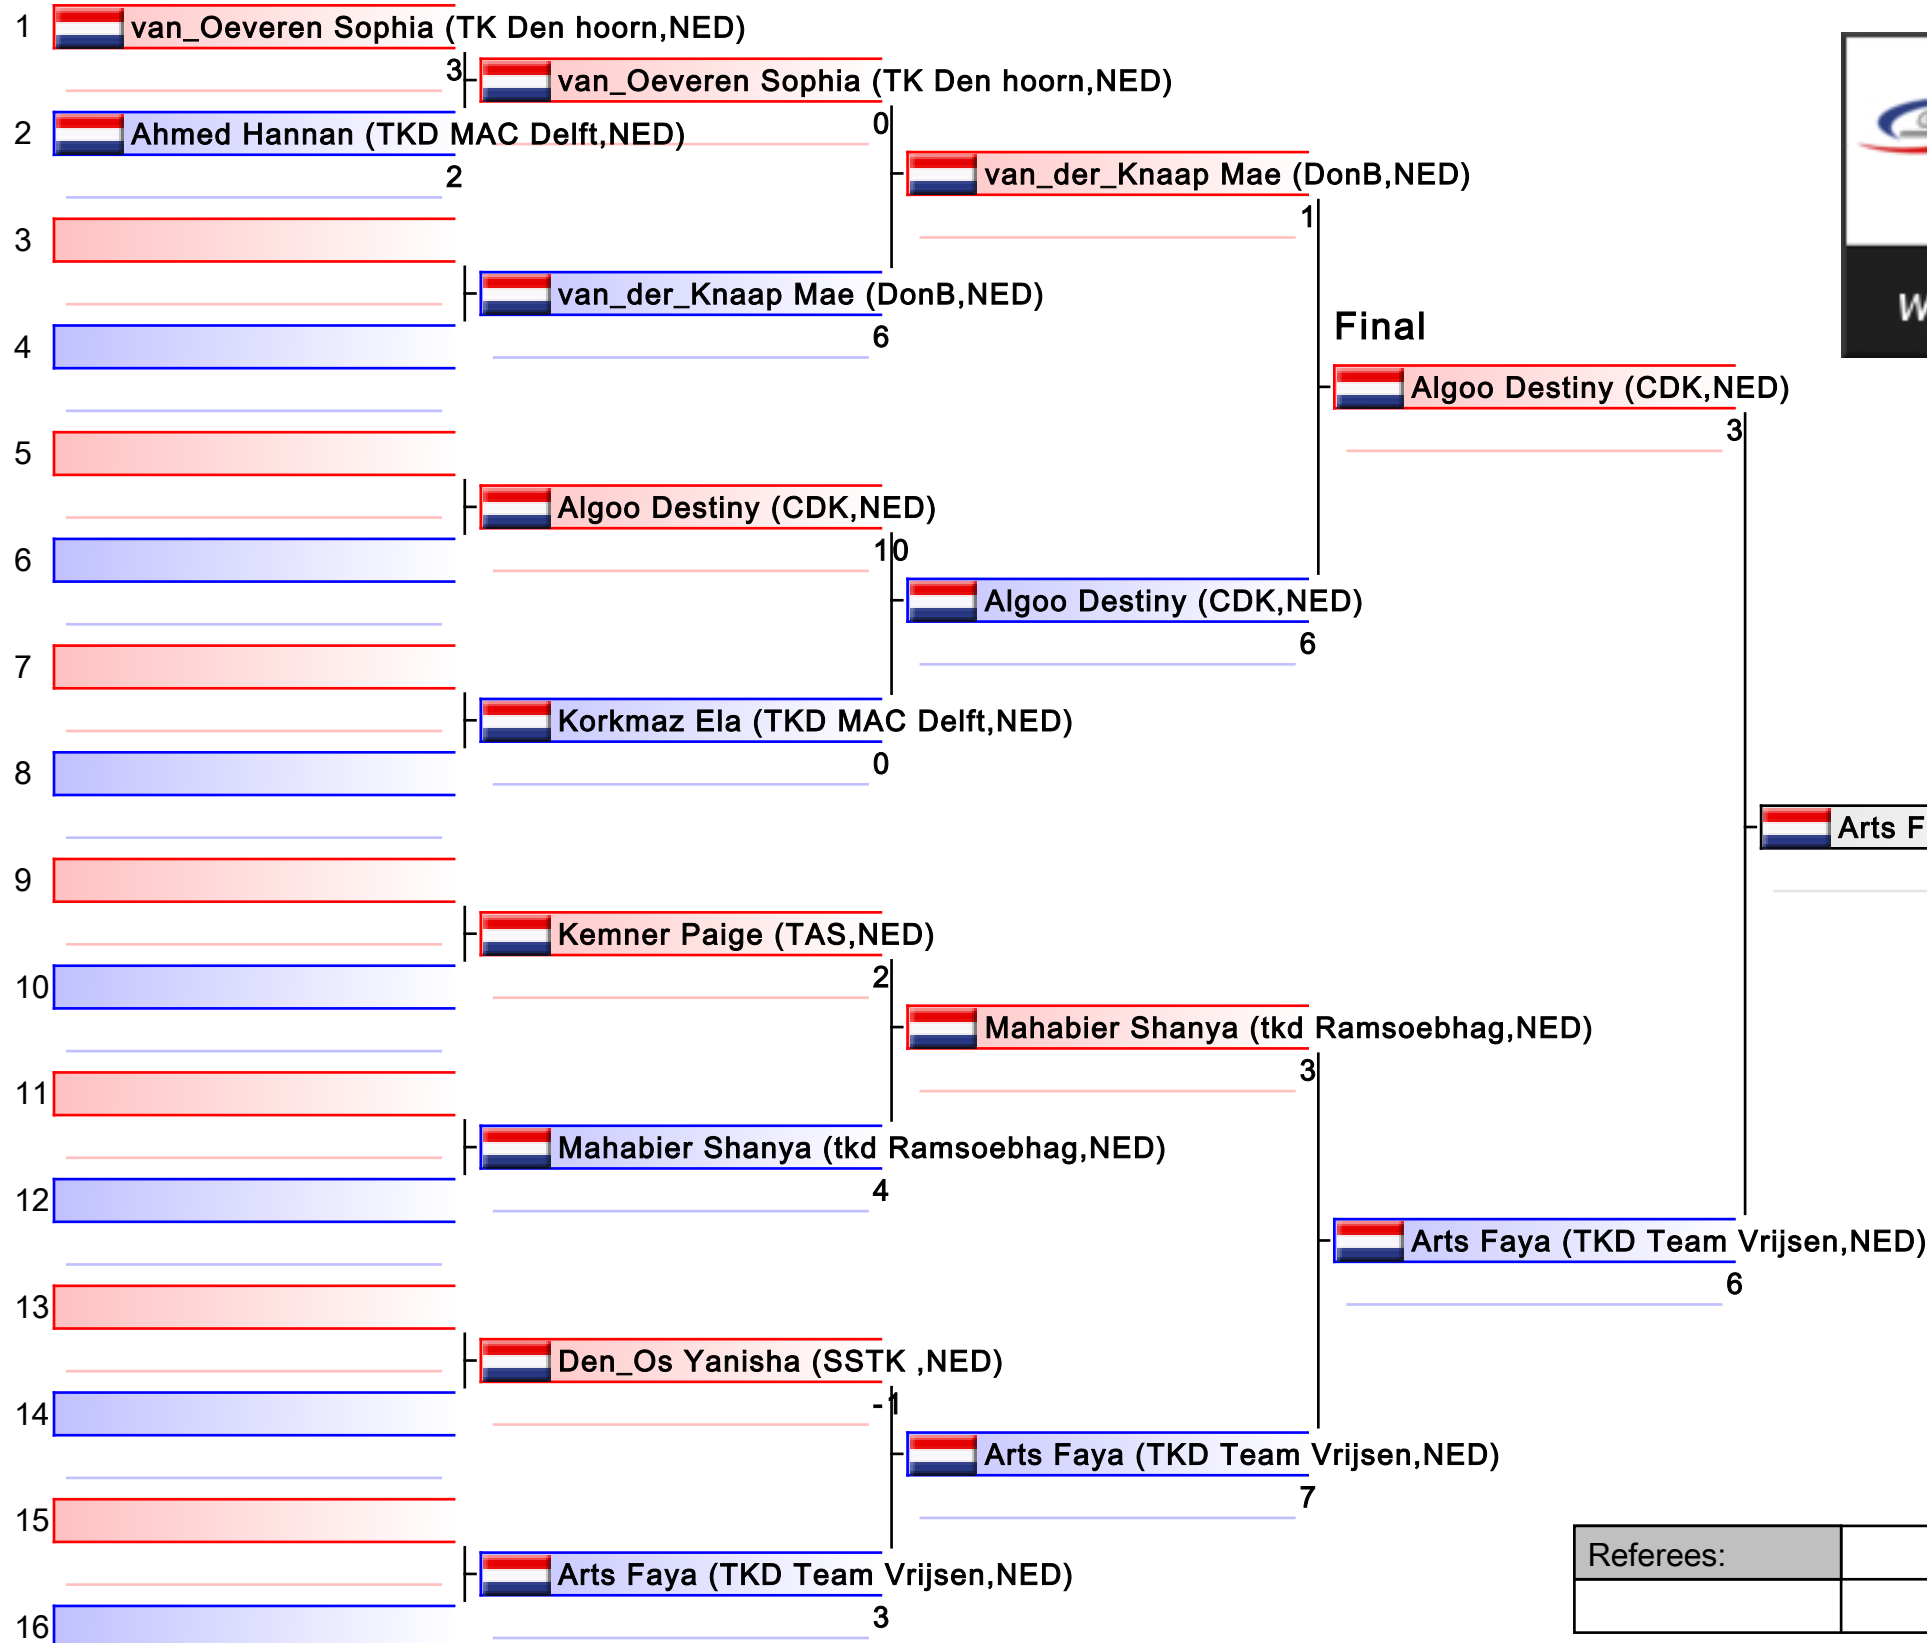 1 van_Oeveren Sophia (TK Den hoorn,NED)
3
van_Oeveren Sophia (TK Den hoorn,NED)
0
2 Ahmed Hannan (TKD MAC Delft,NED)
2
van_der_Knaap Mae (DonB,NED)
1
3
van_der_Knaap Mae (DonB,NED)
6
4
Final
Algoo Destiny (CDK,NED)
3
5
Algoo Destiny (CDK,NED)
10
6
Algoo Destiny (CDK,NED)
6
7
Korkmaz Ela (TKD MAC Delft,NED)
0
8
Arts F
9
Kemner Paige (TAS,NED)
2
10
Mahabier Shanya (tkd Ramsoebhag,NED)
3
11
Mahabier Shanya (tkd Ramsoebhag,NED)
4
12
Arts Faya (TKD Team Vrijsen,NED)
6
13
Den_Os Yanisha (SSTK ,NED)
-1
14
Arts Faya (TKD Team Vrijsen,NED)
7
15
Arts Faya (TKD Team Vrijsen,NED)
3
16
Referees: